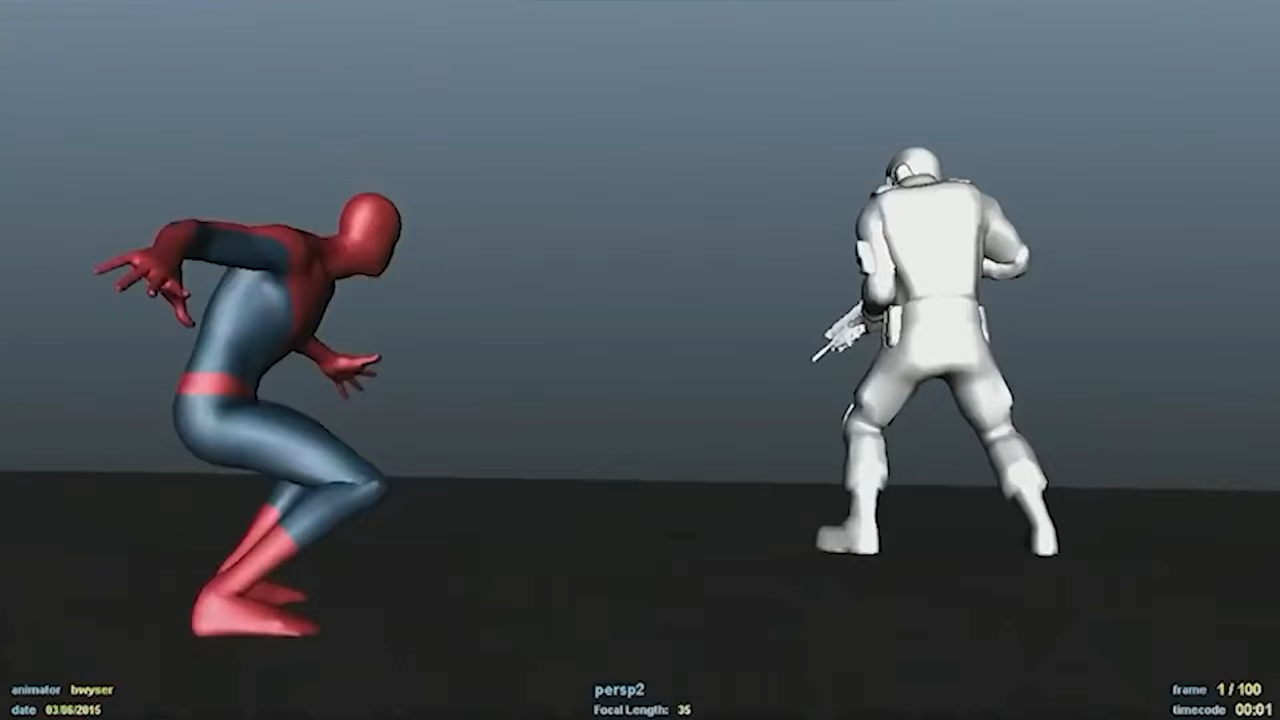 animator bwyser
date 03/06/2015
persp2
Focal Length: 35
frame 1 / 100
timecode 00:01